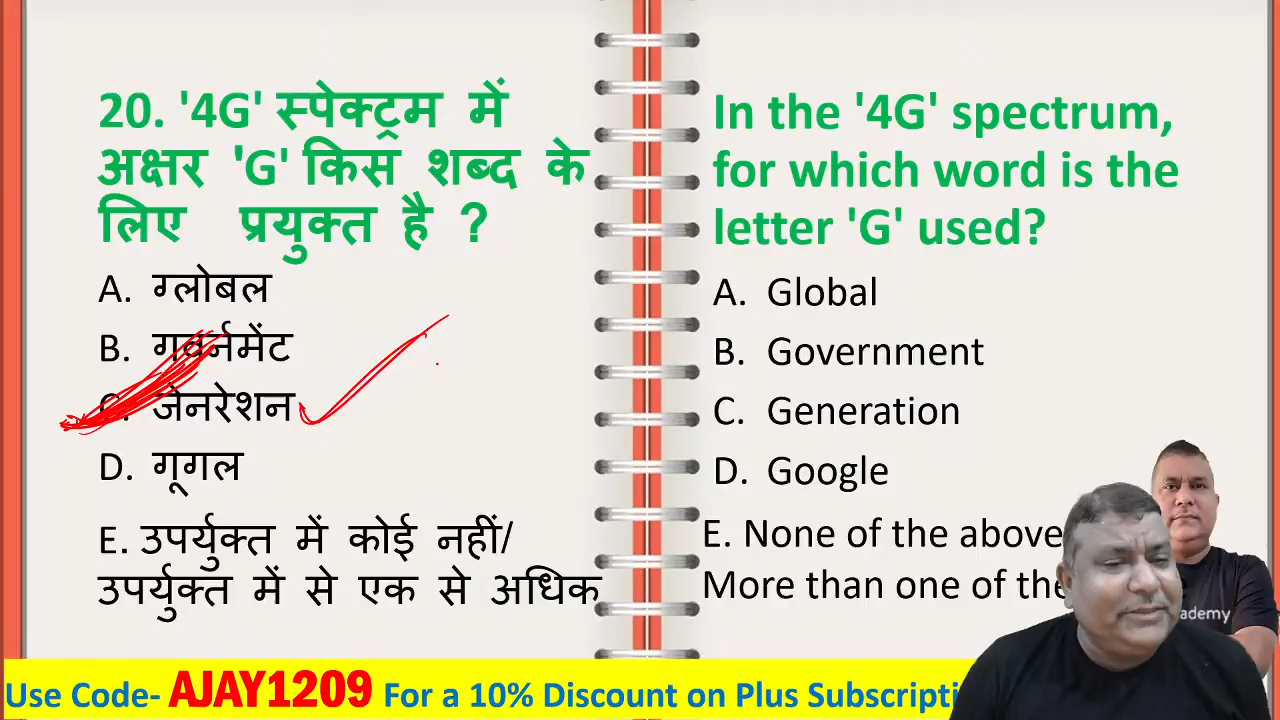 20. '4G' स्पेक्ट्रम में
अक्षर 'G' किस शब्द के
लिए प्रयुक्त है ?
A. ग्लोबल
B. गवर्नमेंट
C. जेनरेशन
D. गूगल
E. उपर्युक्त में कोई नहीं/
उपर्युक्त में से एक से अधिक
In the '4G' spectrum,
for which word is the
letter 'G' used?
A. Global
B. Government
C. Generation
D. Google
E. None of the above
More than one of the
ademy
Use Code- AJAY1209 For a 10% Discount on Plus Subscripti